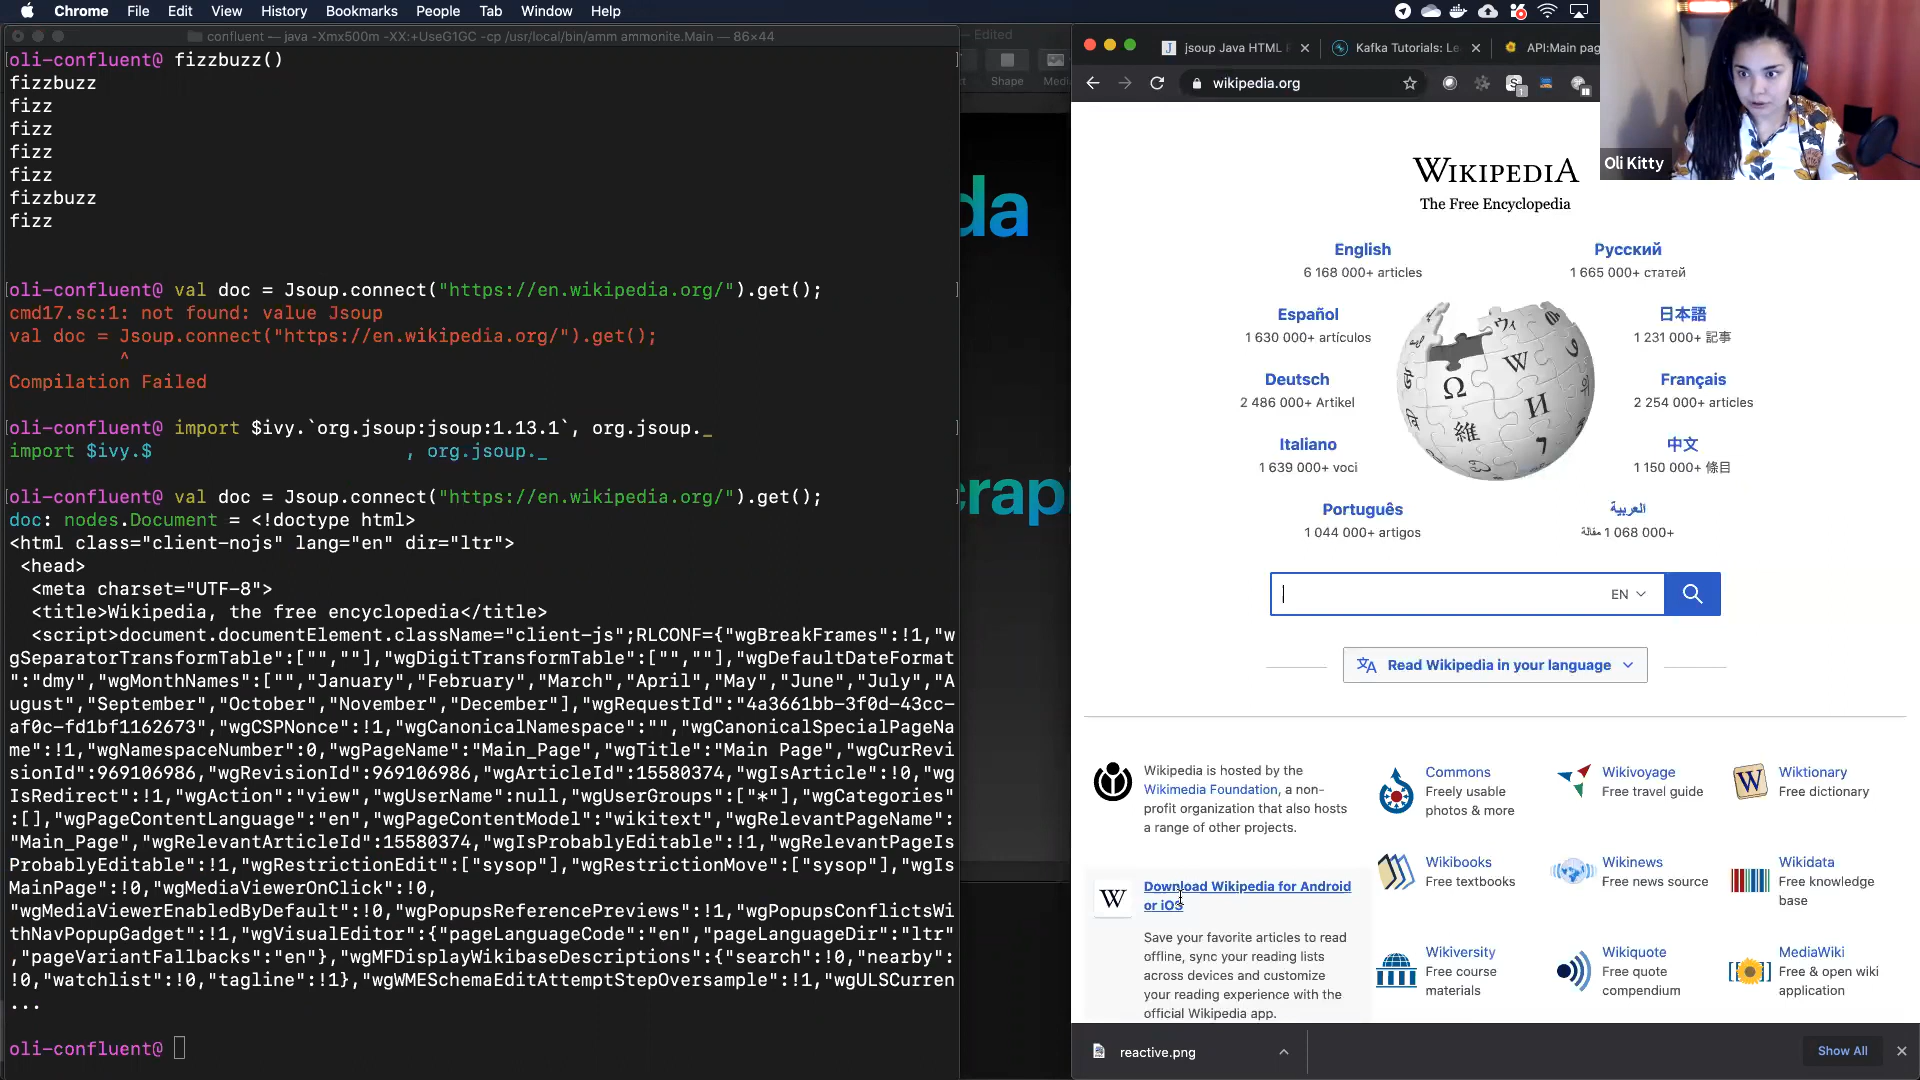 Chrome File Edit View History Bookmarks People Tab Window Help
confluent — java -Xmx500m -XX:+UseG1GC -cp /usr/local/bin/amm ammonite.Main — 86×44
oli-confluent@ fizzbuzz()
fizzbuzz
fizz
fizz
fizz
fizz
fizzbuzz
fizz
oli-confluent@ val doc = Jsoup.connect("https://en.wikipedia.org/").get();
cmd17.sc:1: not found: value Jsoup
val doc = Jsoup.connect("https://en.wikipedia.org/").get();
^
Compilation Failed
oli-confluent@ import $ivy.`org.jsoup:jsoup:1.13.1`, org.jsoup._
import $ivy.$ , org.jsoup._
oli-confluent@ val doc = Jsoup.connect("https://en.wikipedia.org/").get();
doc: nodes.Document = <!doctype html>
<html class="client-nojs" lang="en" dir="ltr">
<head>
<meta charset="UTF-8">
<title>Wikipedia, the free encyclopedia</title>
<script>document.documentElement.className="client-js";RLCONF={"wgBreakFrames":!1,"w
gSeparatorTransformTable":["",""],"wgDigitTransformTable":["",""],"wgDefaultDateFormat
":"dmy","wgMonthNames":["","January","February","March","April","May","June","July","A
ugust","September","October","November","December"],"wgRequestId":"4a3661bb-3f0d-43cc-
af0c-fd1bf1162673","wgCSPNonce":!1,"wgCanonicalNamespace":"","wgCanonicalSpecialPageNa
me":!1,"wgNamespaceNumber":0,"wgPageName":"Main_Page","wgTitle":"Main Page","wgCurRevi
sionId":969106986,"wgRevisionId":969106986,"wgArticleId":15580374,"wgIsArticle":!0,"wg
IsRedirect":!1,"wgAction":"view","wgUserName":null,"wgUserGroups":["*"],"wgCategories"
:[],"wgPageContentLanguage":"en","wgPageContentModel":"wikitext","wgRelevantPageName":
"Main_Page","wgRelevantArticleId":15580374,"wgIsProbablyEditable":!1,"wgRelevantPageIs
ProbablyEditable":!1,"wgRestrictionEdit":["sysop"],"wgRestrictionMove":["sysop"],"wgIs
MainPage":!0,"wgMediaViewerOnClick":!0,
"wgMediaViewerEnabledByDefault":!0,"wgPopupsReferencePreviews":!1,"wgPopupsConflictsWi
thNavPopupGadget":!1,"wgVisualEditor":{"pageLanguageCode":"en","pageLanguageDir":"ltr"
,"pageVariantFallbacks":"en"},"wgMFDisplayWikibaseDescriptions":{"search":!0,"nearby":
!0,"watchlist":!0,"tagline":!1},"wgWMESchemaEditAttemptStepOversample":!1,"wgULSCurren
...
oli-confluent@
— Edited
Shape
da
jsoup Java HTML P
Kafka Tutorials: Le
API:Main pag
wikipedia.org
1
Oli Kitty
WIKIPEDIA
The Free Encyclopedia
English
6 168 000+ articles
Русский
1 665 000+ статей
Español
1 630 000+ artículos
日本語
1 231 000+ 記事
Deutsch
2 486 000+ Artikel
Français
2 254 000+ articles
Italiano
1 639 000+ voci
中文
1 150 000+ 條目
Português
1 044 000+ artigos
العربية
1 068 000+ مقالة
Ω
W
И
維
EN
Read Wikipedia in your language
Wikipedia is hosted by the
Wikimedia Foundation, a non-
profit organization that also hosts
a range of other projects.
W
Download Wikipedia for Android
or iOS
Save your favorite articles to read
offline, sync your reading lists
across devices and customize
your reading experience with the
official Wikipedia app.
Commons
Freely usable
photos & more
Wikivoyage
Free travel guide
W
Wiktionary
Free dictionary
Wikibooks
Free textbooks
Wikinews
Free news source
Wikidata
Free knowledge
base
Wikiversity
Free course
materials
Wikiquote
Free quote
compendium
MediaWiki
Free & open wiki
application
reactive.png
Show All